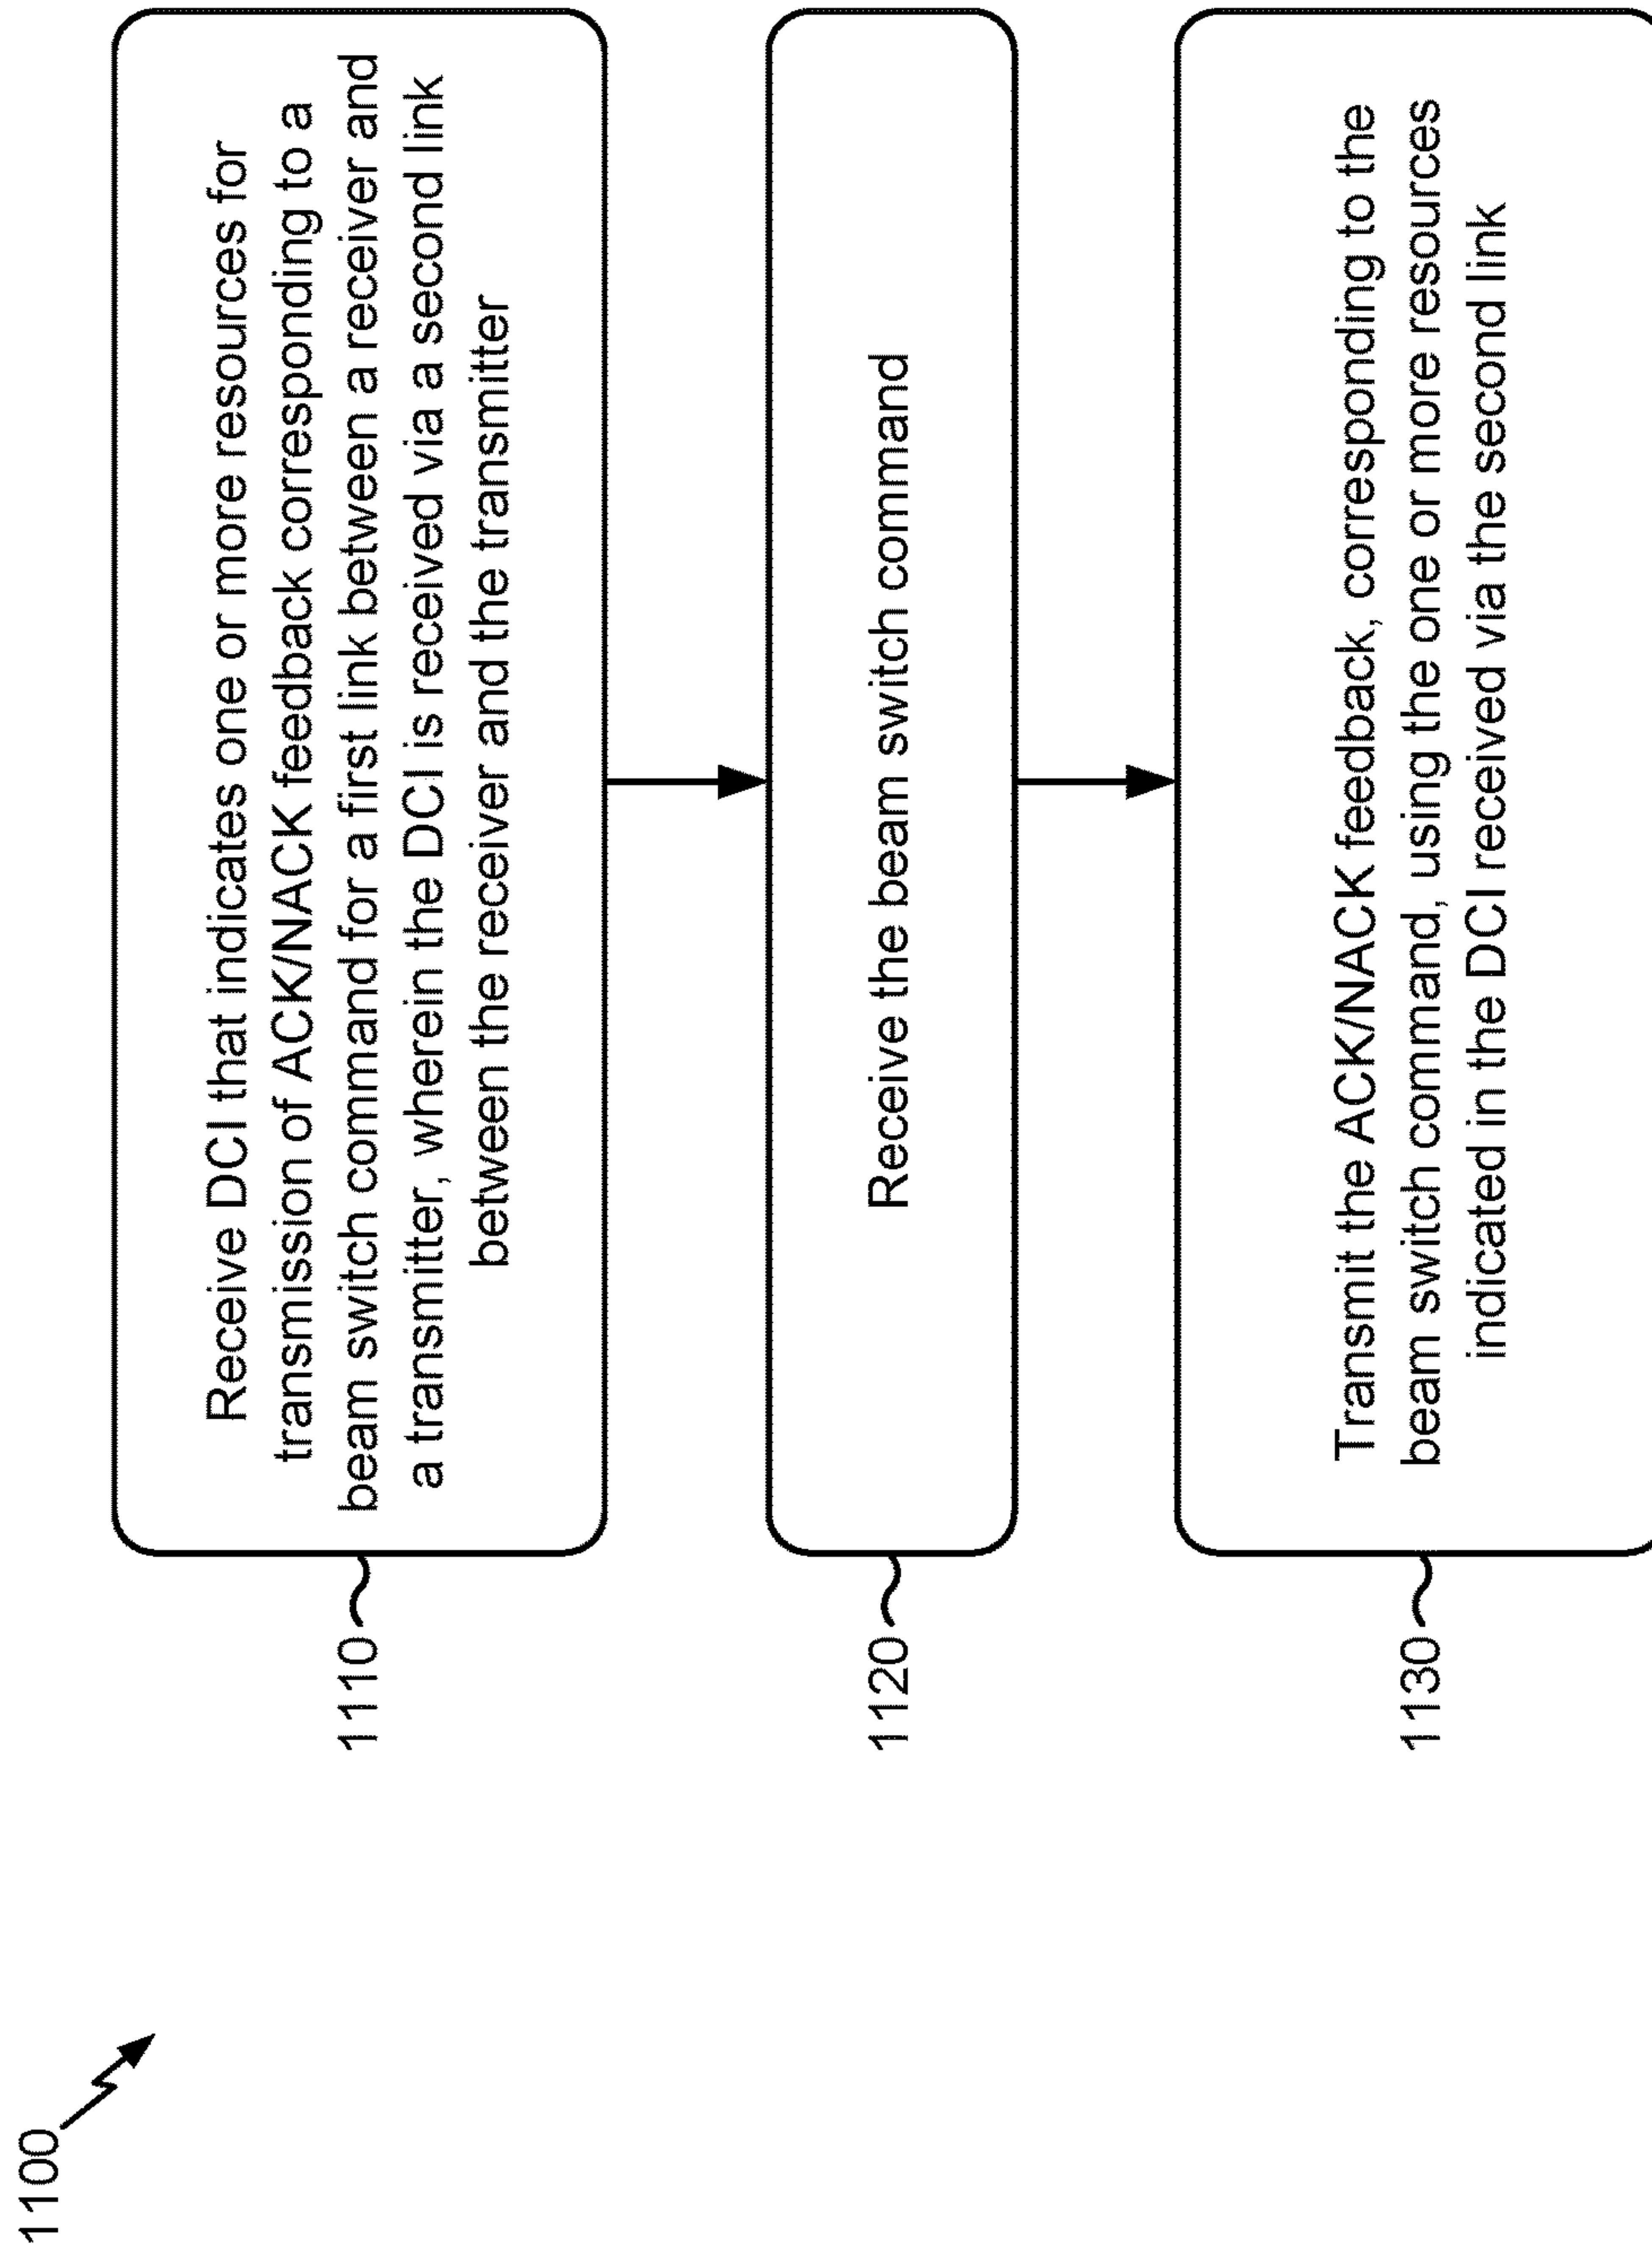 1100
1110
Receive DCI that indicates one or more resources for
transmission of ACK/NACK feedback corresponding to a
beam switch command for a first link between a receiver and
a transmitter, wherein the DCI is received via a second link
between the receiver and the transmitter
1120
Receive the beam switch command
1130
Transmit the ACK/NACK feedback, corresponding to the
beam switch command, using the one or more resources
indicated in the DCI received via the second link